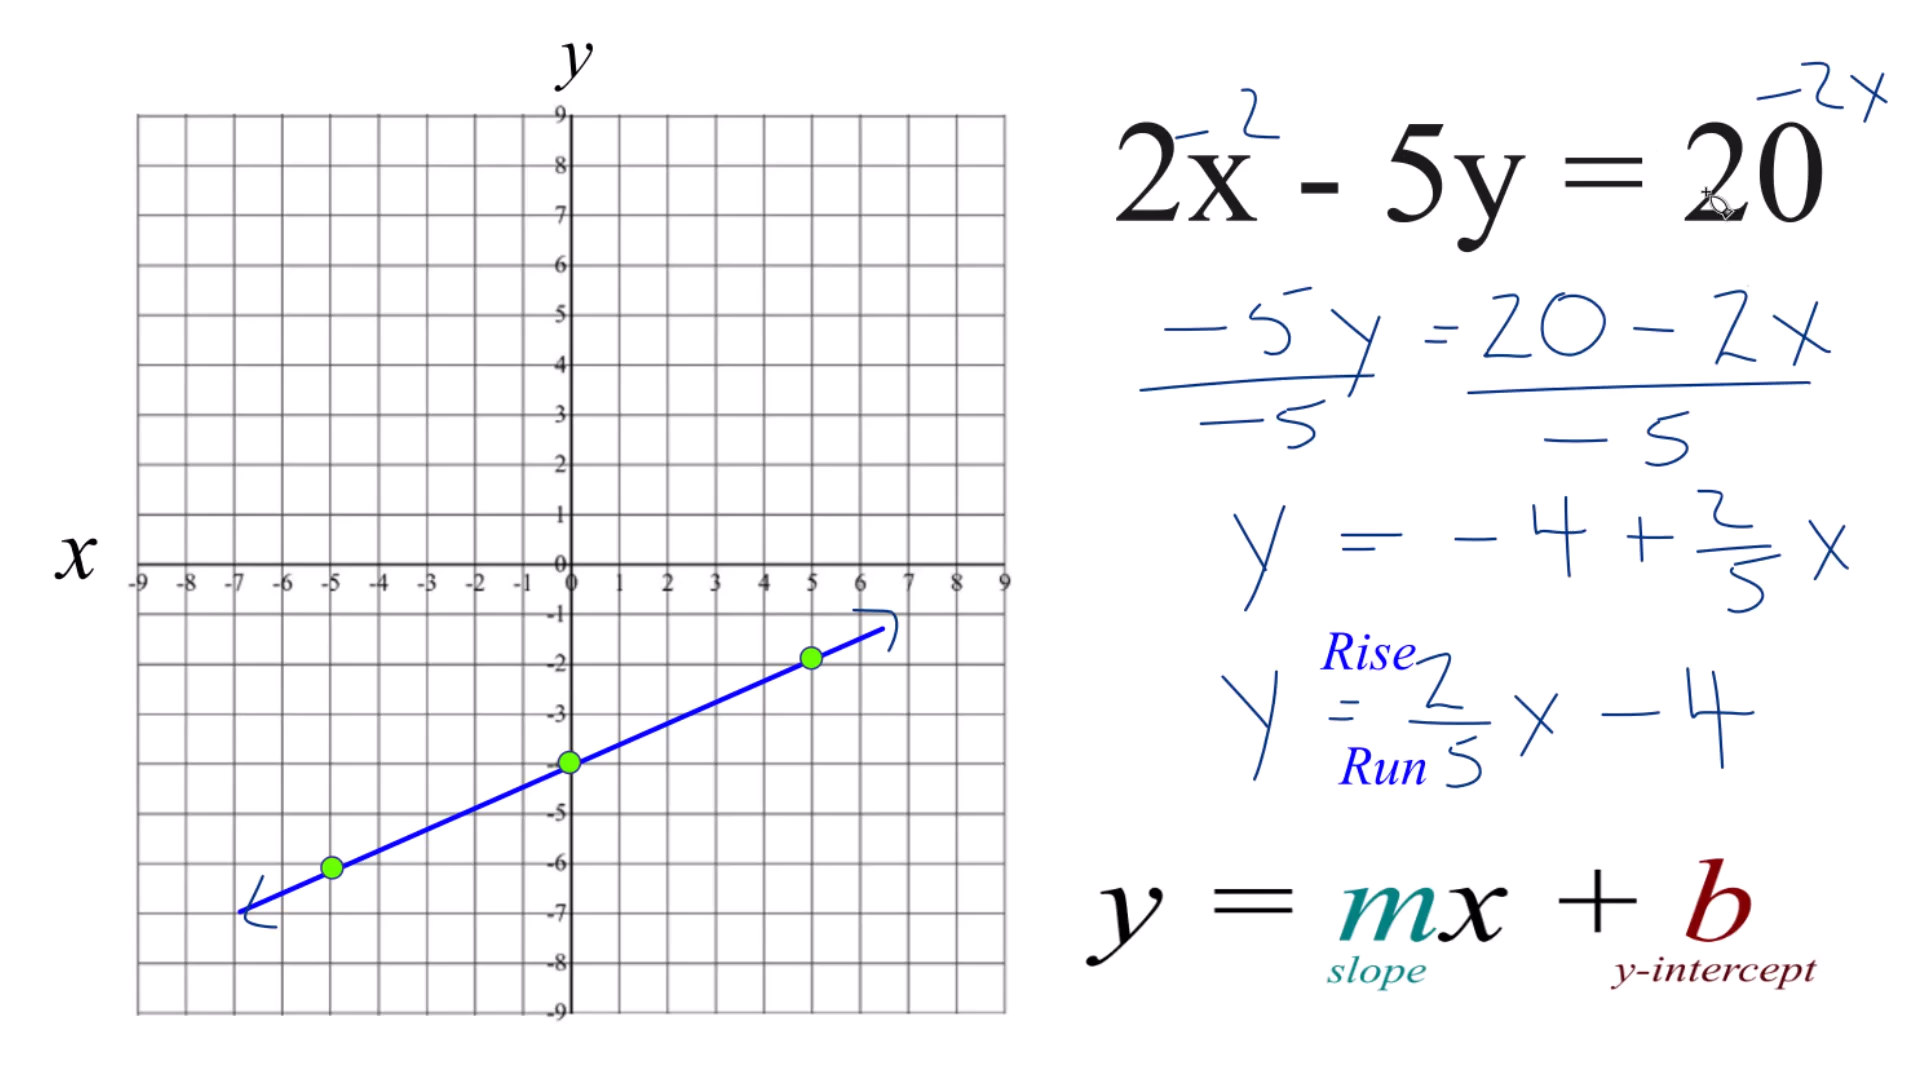 y
9
8
7
6
5
4
3
2
1
0
x
-9 -8 -7 -6 -5 -4 -3 -2 -1 0 1 2 3 4 5 6 7 8 9
-1
-2
-3
-
-5
-6
-7
-8
-9
-2 -2x
2x - 5y = 20
-5y = 20 - 2x
-5 -5
y = -4 + 2/5 x
Rise
y = 2/5 x - 4
Run
y = mx + b
slope y-intercept